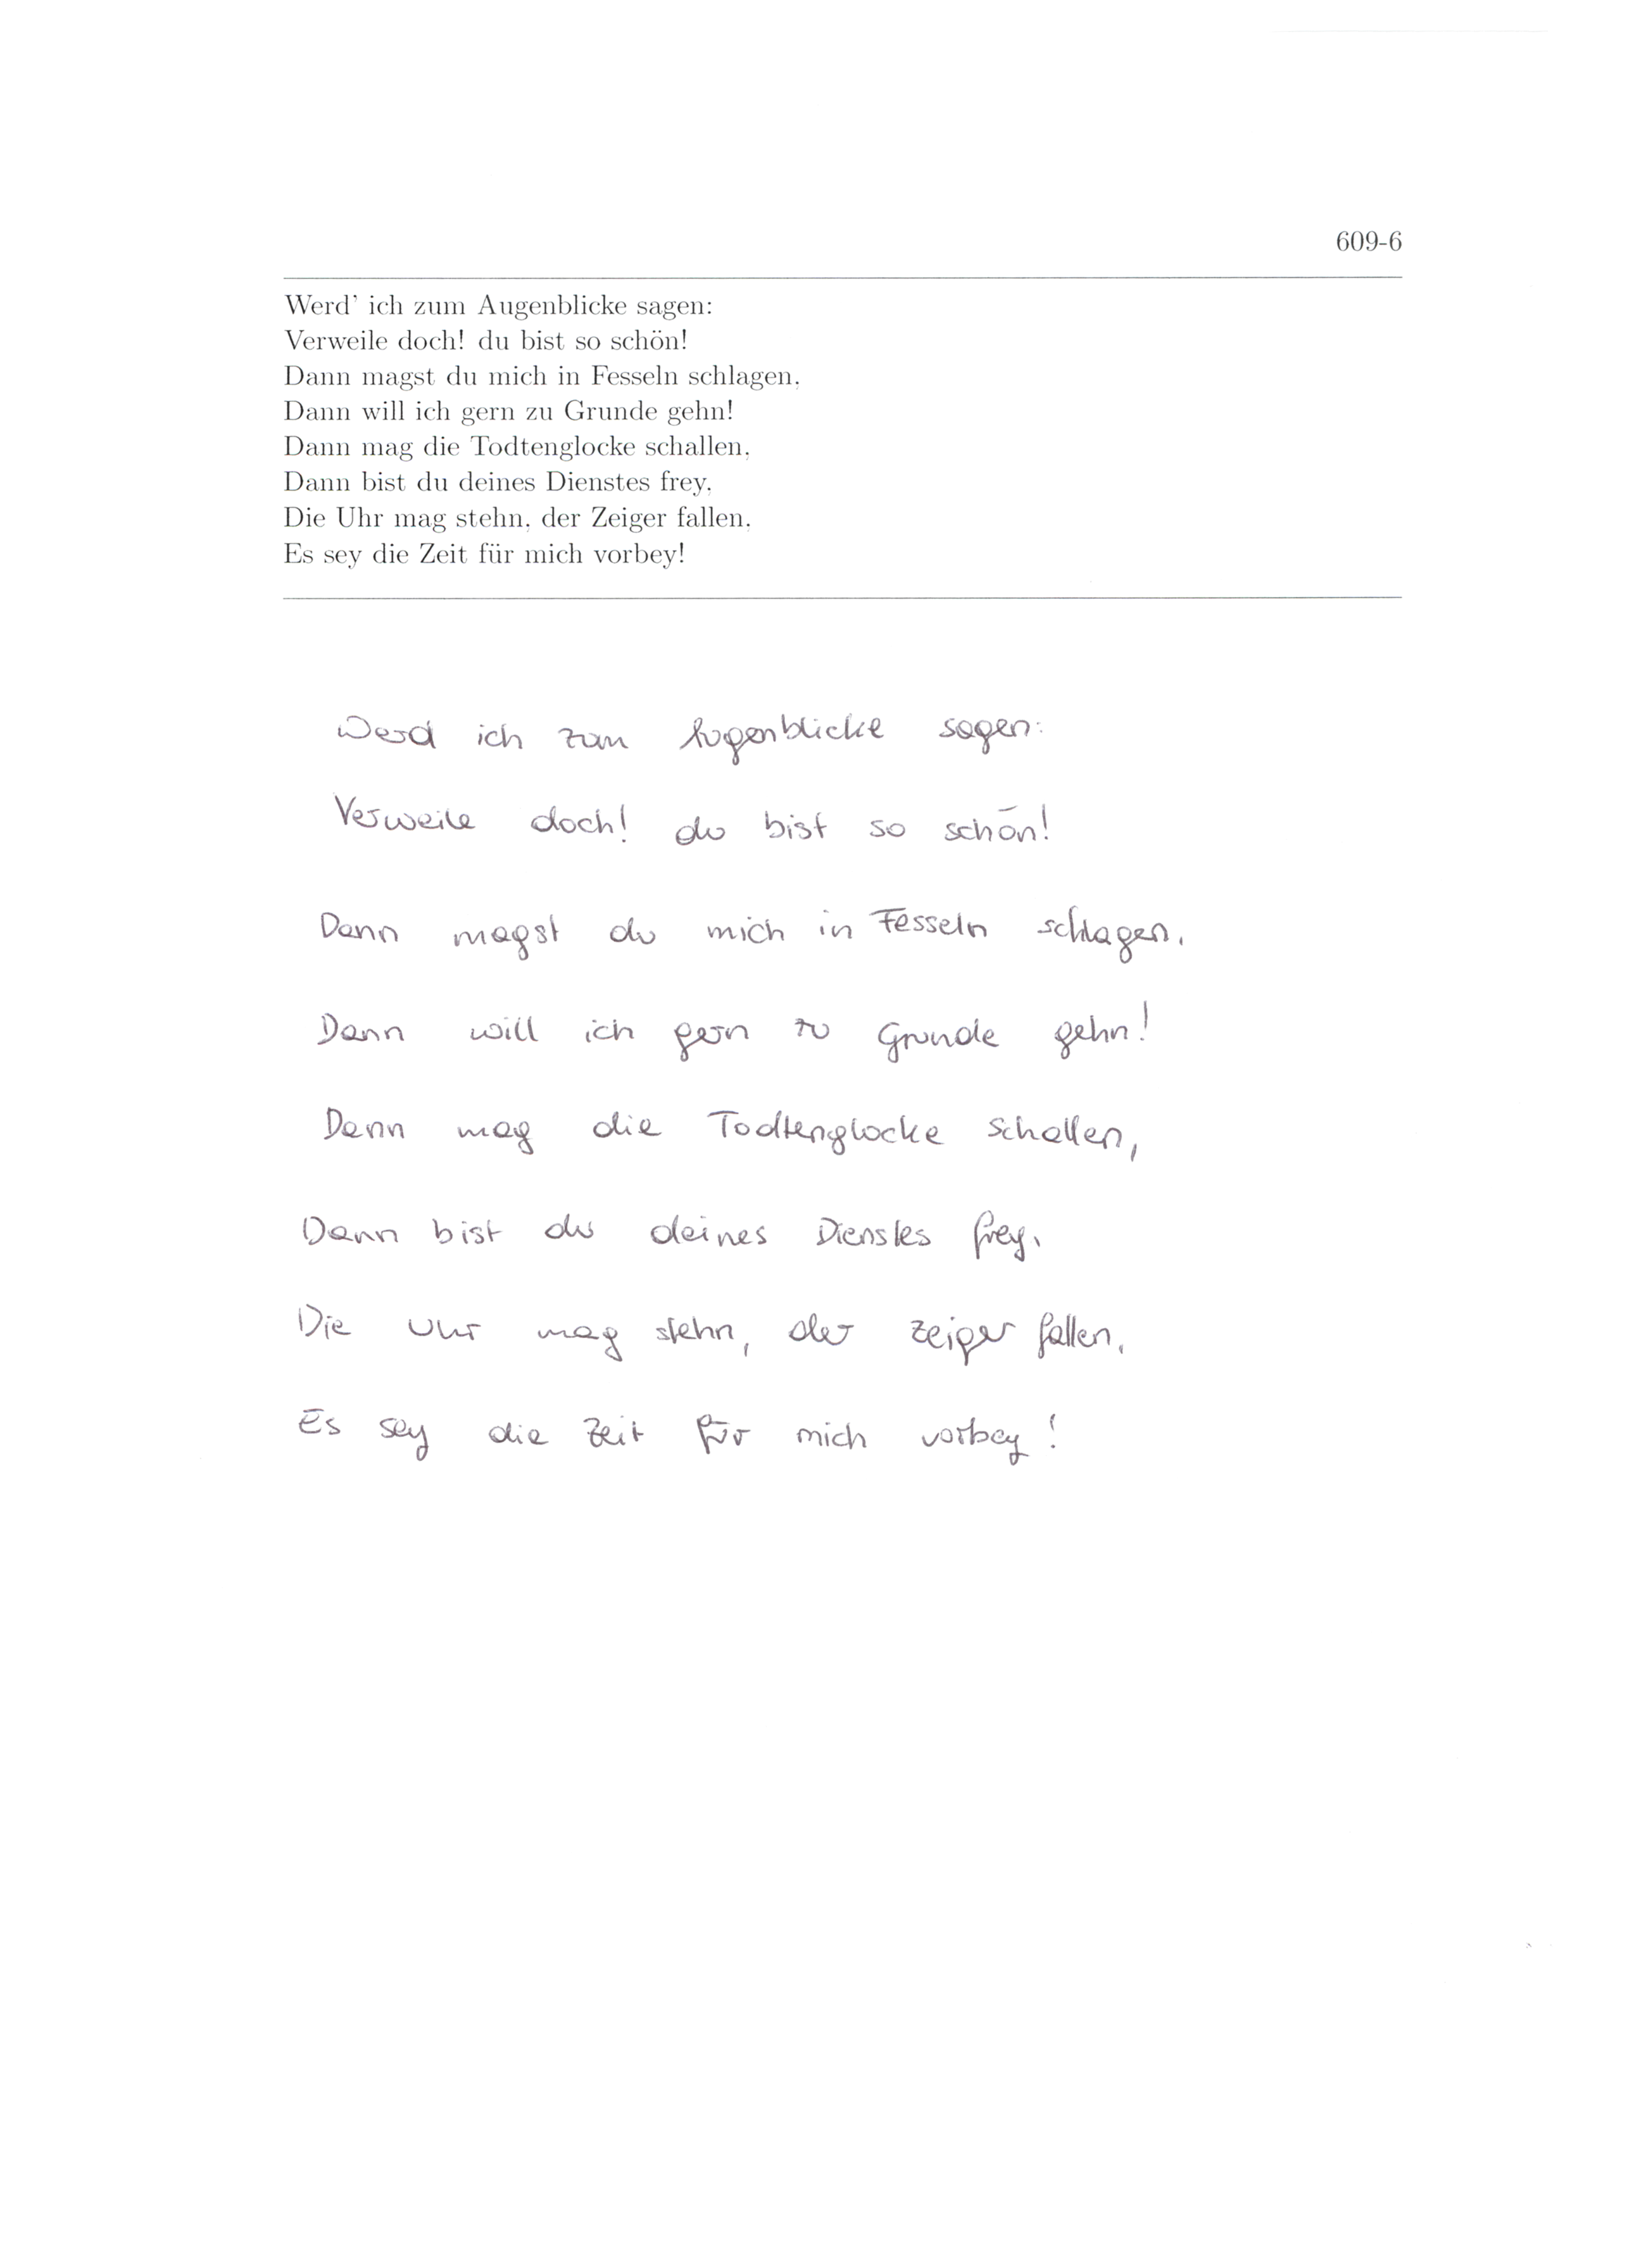 609-6
Werd' ich zum Augenblicke sagen:
Verweile doch! du bist so schön!
Dann magst du mich in Fesseln schlagen,
Dann will ich gern zu Grunde gehn!
Dann mag die Todtenglocke schallen,
Dann bist du deines Dienstes frey,
Die Uhr mag stehn, der Zeiger fallen,
Es sey die Zeit für mich vorbey!
Werd ich zum Augenblicke sagen:
Verweile doch! du bist so schön!
Dann magst du mich in Fesseln schlagen,
Dann will ich gern zu Grunde gehn!
Dann mag die Todtenglocke schallen,
Dann bist du deines Dienstes frey,
Die Uhr mag stehn, der Zeiger fallen,
Es sey die Zeit für mich vorbey!